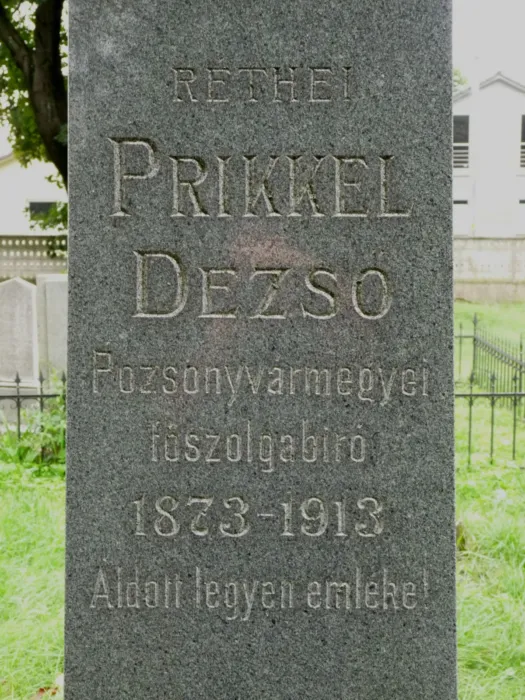 RETHEI
PRIKKEL
DEZSŐ
Pozsonyvármegyei
főszolgabíró
1873-1913
Áldott legyen emléke!